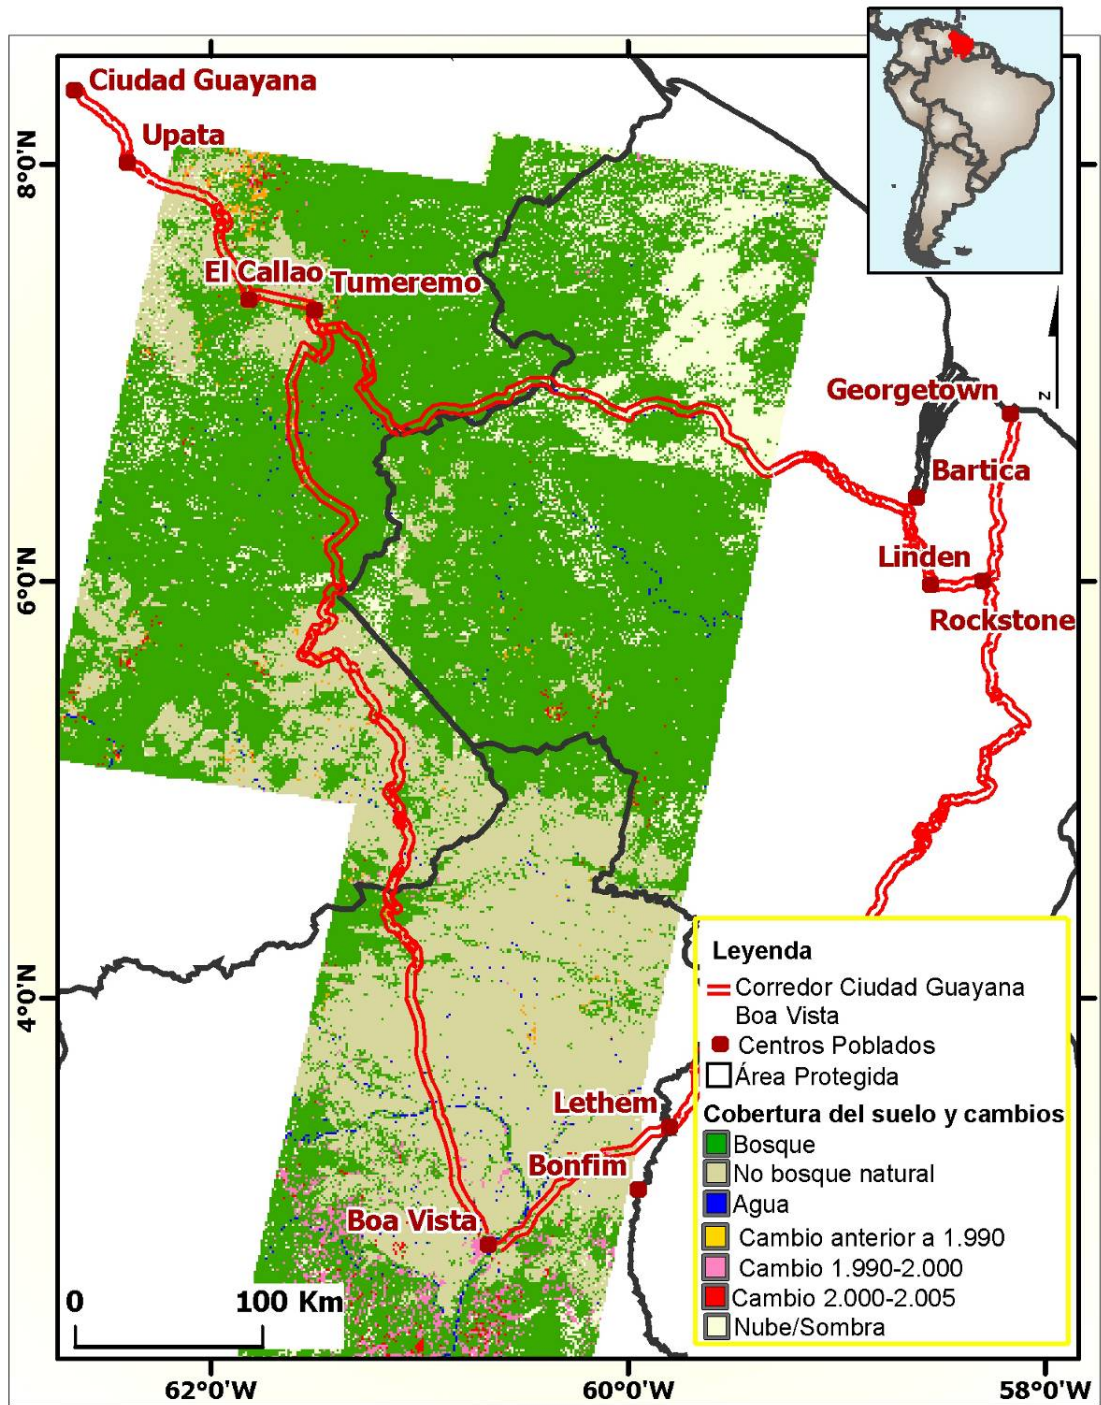 Ciudad Guayana
Upata
8°0'N
El Callao
Tumeremo
Georgetown
N
Bartica
Linden
6°0'N
Rockstone
4°0'N
Leyenda
Corredor Ciudad Guayana
Boa Vista
Centros Poblados
Área Protegida
Cobertura del suelo y cambios
Bosque
No bosque natural
Agua
Cambio anterior a 1.990
Cambio 1.990-2.000
Cambio 2.000-2.005
Nube/Sombra
Lethem
Bonfim
Boa Vista
0 100 Km
62°0'W 60°0'W 58°0'W